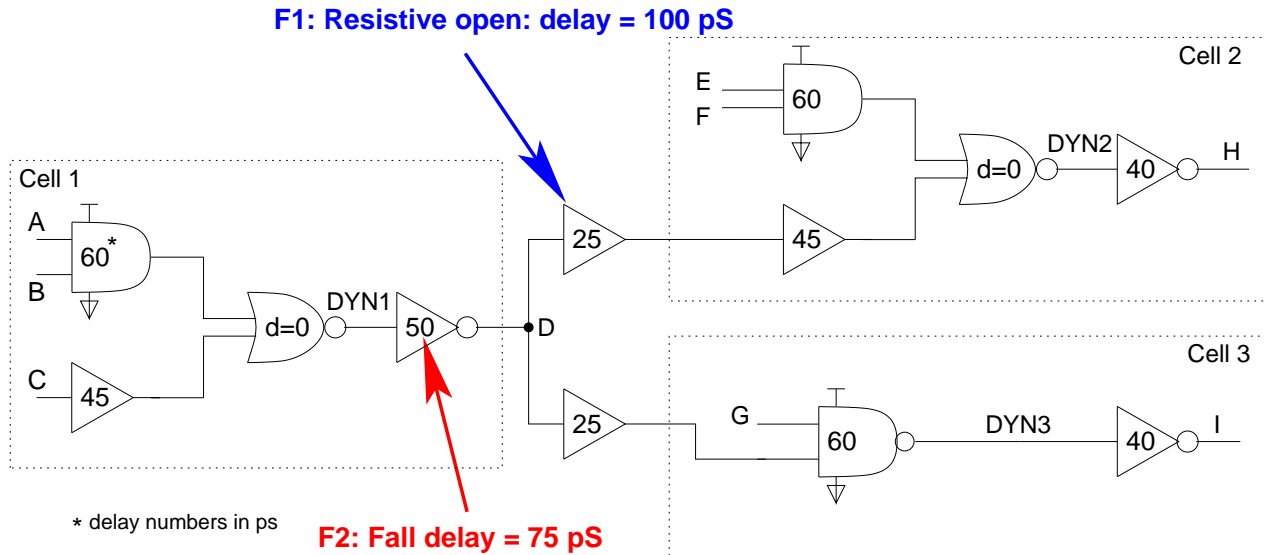 F1: Resistive open: delay = 100 pS
Cell 1
A
60*
B
C
45
d=0
DYN1
50
D
25
25
Cell 2
E
F
60
45
d=0
DYN2
40
H
Cell 3
G
60
DYN3
40
I
* delay numbers in ps
F2: Fall delay = 75 pS